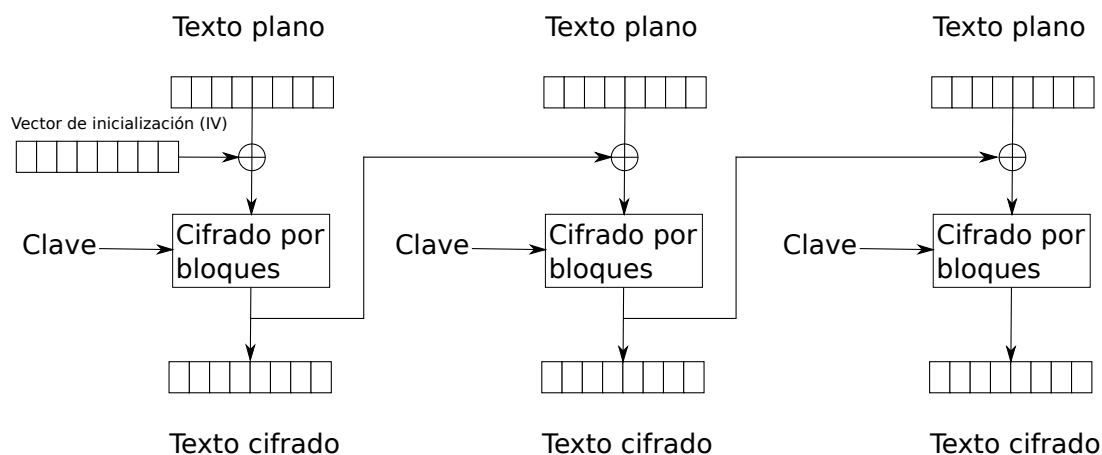 Texto plano
Texto plano
Texto plano
Vector de inicialización (IV)
Clave
Cifrado por
bloques
Clave
Cifrado por
bloques
Clave
Cifrado por
bloques
Texto cifrado
Texto cifrado
Texto cifrado